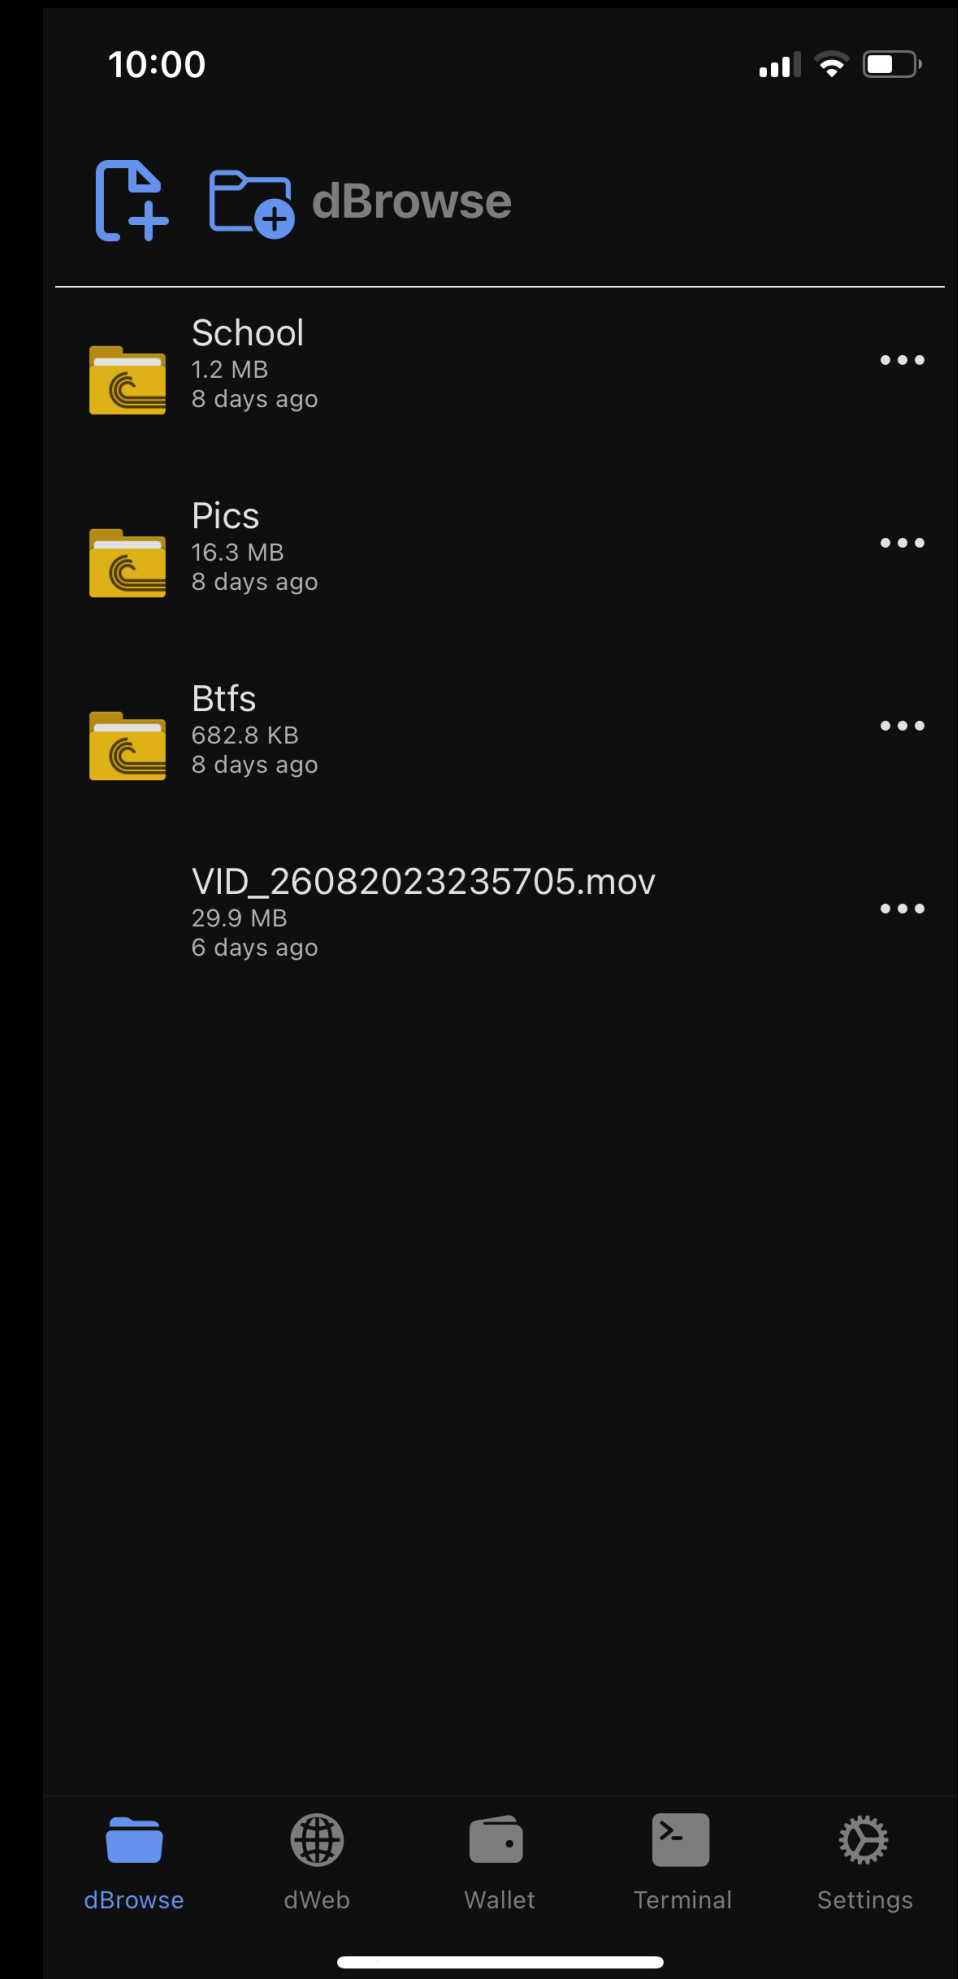 10:00
dBrowse
School
1.2 MB
8 days ago
Pics
16.3 MB
8 days ago
Btfs
682.8 KB
8 days ago
VID_26082023235705.mov
29.9 MB
6 days ago
dBrowse
dWeb
Wallet
Terminal
Settings